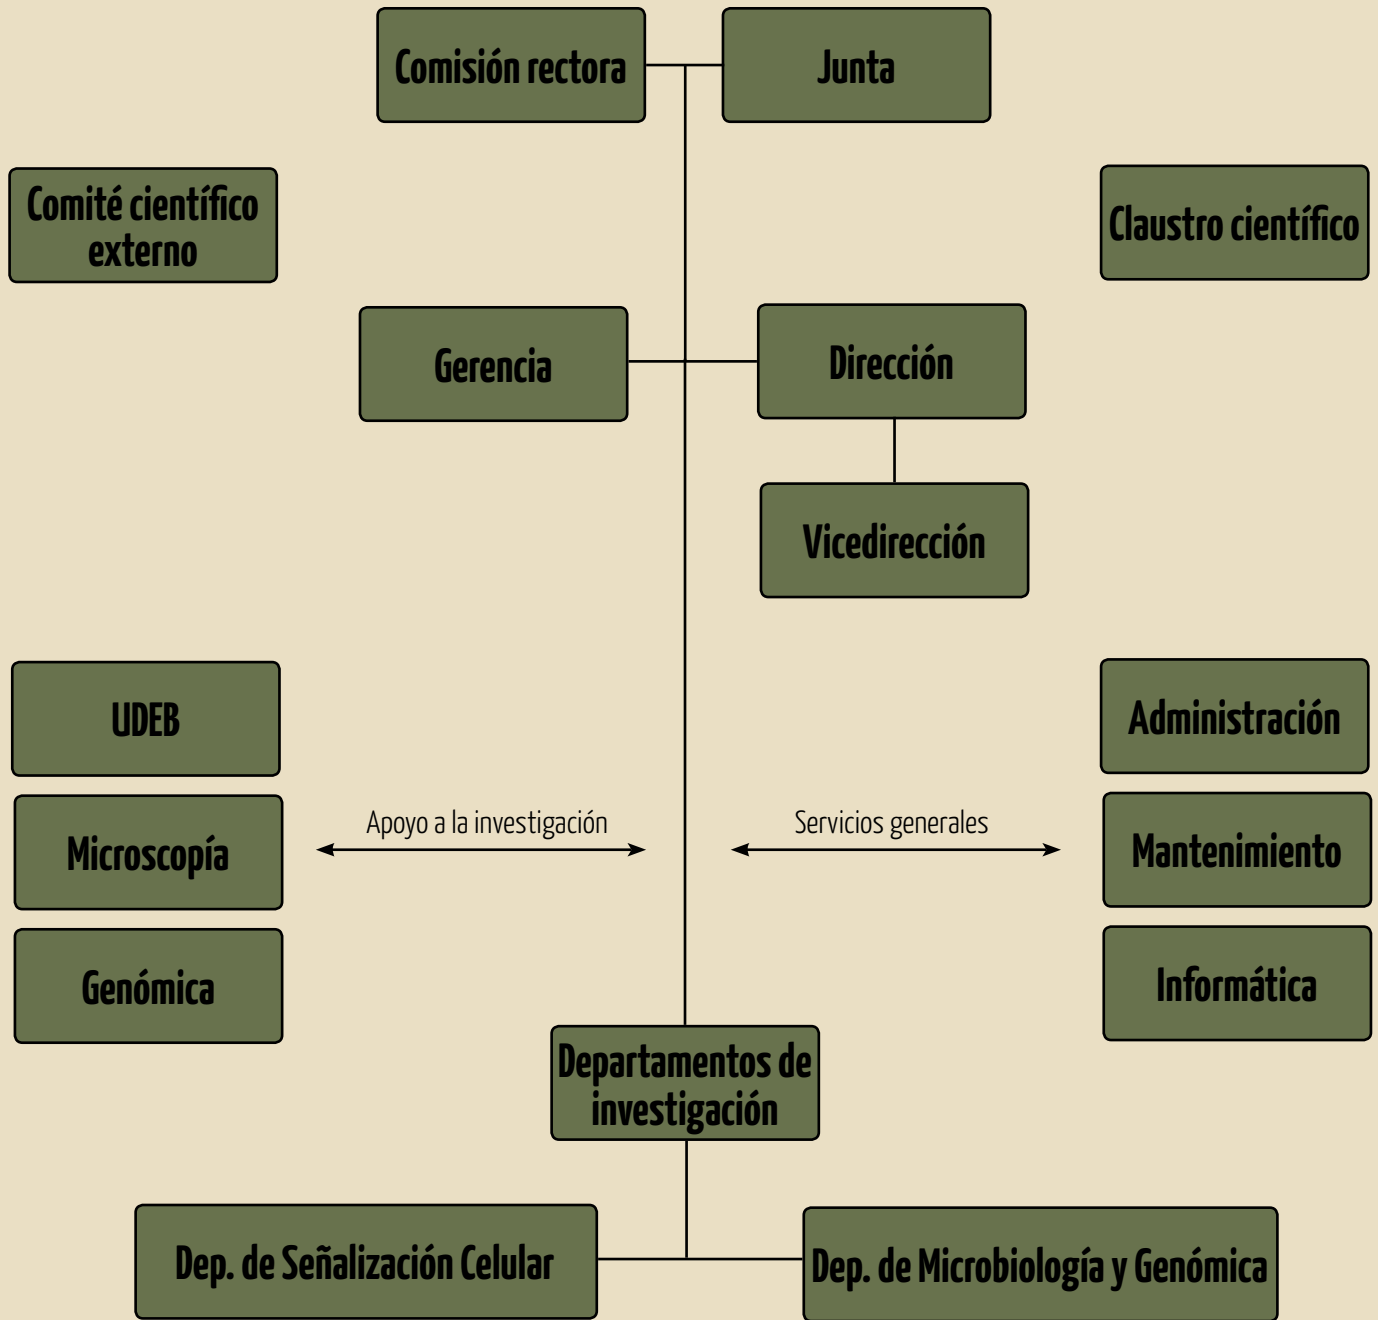 Comisión rectora
Junta
Comité científico
externo
Claustro científico
Gerencia
Dirección
Vicedirección
UDEB
Administración
Apoyo a la investigación
Servicios generales
Microscopía
Mantenimiento
Genómica
Informática
Departamentos de
investigación
Dep. de Señalización Celular
Dep. de Microbiología y Genómica